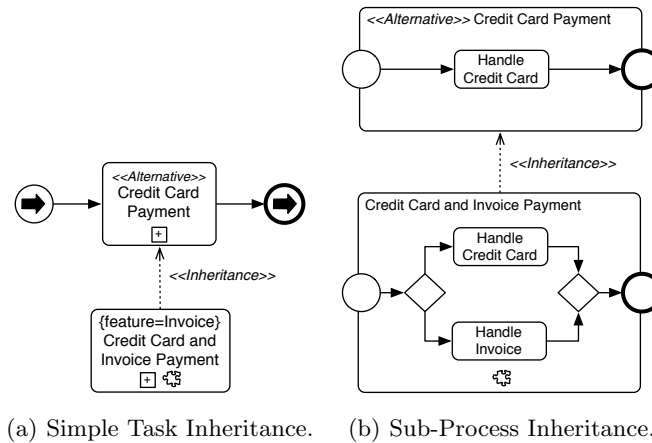 <<Alternative>>
Credit Card
Payment
+
<<Inheritance>>
{feature=Invoice}
Credit Card and
Invoice Payment
+
(a) Simple Task Inheritance.
<<Alternative>> Credit Card Payment
Handle
Credit Card
<<Inheritance>>
Credit Card and Invoice Payment
Handle
Credit Card
Handle
Invoice
(b) Sub-Process Inheritance.